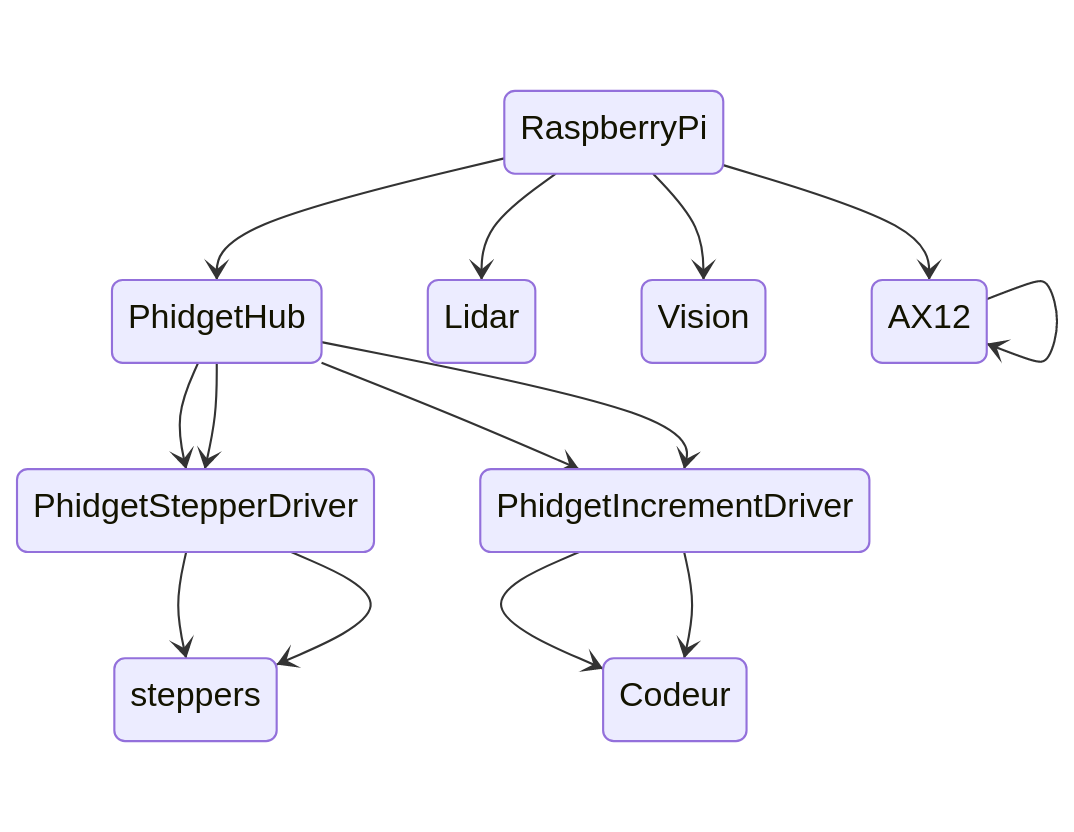 RaspberryPi
PhidgetHub
Lidar
Vision
AX12
PhidgetStepperDriver
PhidgetIncrementDriver
steppers
Codeur